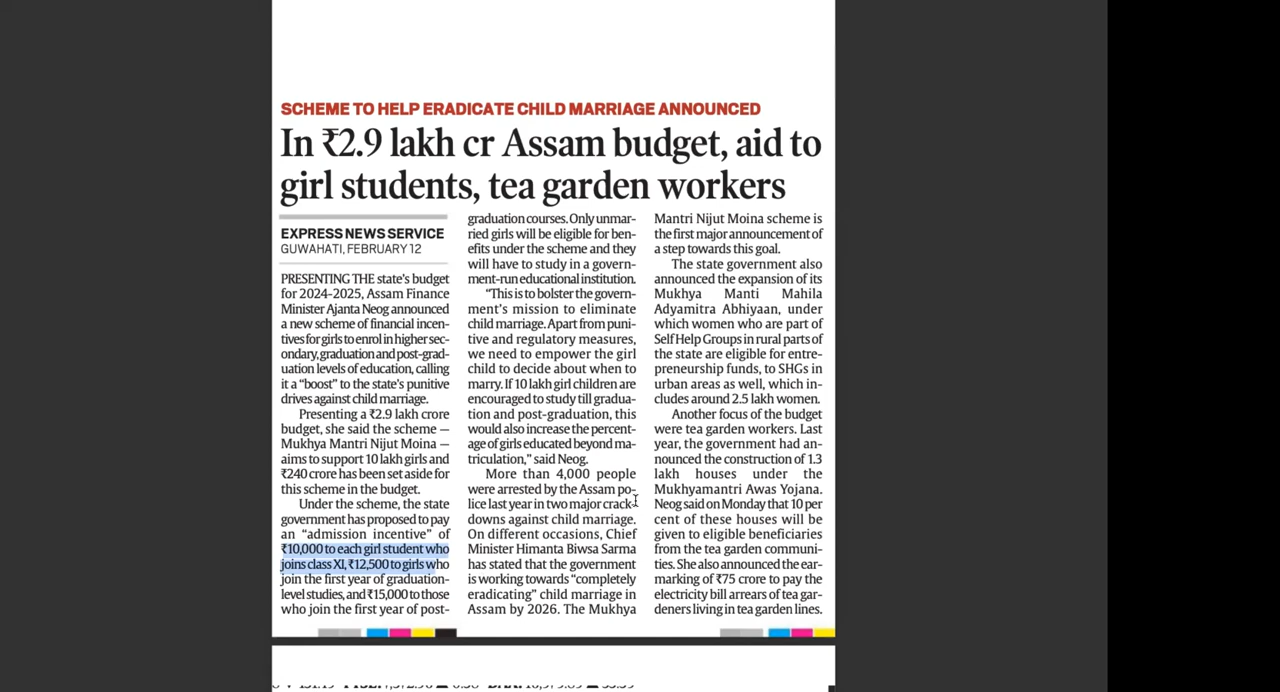 SCHEME TO HELP ERADICATE CHILD MARRIAGE ANNOUNCED
In ₹2.9 lakh cr Assam budget, aid to
girl students, tea garden workers
EXPRESS NEWS SERVICE
GUWAHATI, FEBRUARY 12
PRESENTING THE state's budget
for 2024-2025, Assam Finance
Minister Ajanta Neog announced
a new scheme of financial incen-
tives for girls to enrol in higher sec-
ondary, graduation and post-grad-
uation levels of education, calling
it a "boost" to the state's punitive
drives against child marriage.
Presenting a ₹2.9 lakh crore
budget, she said the scheme —
Mukhya Mantri Nijut Moina —
aims to support 10 lakh girls and
₹240 crore has been set aside for
this scheme in the budget.
Under the scheme, the state
government has proposed to pay
an "admission incentive" of
₹10,000 to each girl student who
joins class XI, ₹12,500 to girls who
join the first year of graduation-
level studies, and ₹15,000 to those
who join the first year of post-
graduation courses. Only unmar-
ried girls will be eligible for ben-
efits under the scheme and they
will have to study in a govern-
ment-run educational institution.
"This is to bolster the govern-
ment's mission to eliminate
child marriage. Apart from puni-
tive and regulatory measures,
we need to empower the girl
child to decide about when to
marry. If 10 lakh girl children are
encouraged to study till gradua-
tion and post-graduation, this
would also increase the percent-
age of girls educated beyond ma-
triculation," said Neog.
More than 4,000 people
were arrested by the Assam po-
lice last year in two major crack-
downs against child marriage.
On different occasions, Chief
Minister Himanta Biwsa Sarma
has stated that the government
is working towards "completely
eradicating" child marriage in
Assam by 2026. The Mukhya
Mantri Nijut Moina scheme is
the first major announcement of
a step towards this goal.
The state government also
announced the expansion of its
Mukhya Manti Mahila
Adyamitra Abhiyaan, under
which women who are part of
Self Help Groups in rural parts of
the state are eligible for entre-
preneurship funds, to SHGs in
urban areas as well, which in-
cludes around 2.5 lakh women.
Another focus of the budget
were tea garden workers. Last
year, the government had an-
nounced the construction of 1.3
lakh houses under the
Mukhyamantri Awas Yojana.
Neog said on Monday that 10 per
cent of these houses will be
given to eligible beneficiaries
from the tea garden communi-
ties. She also announced the ear-
marking of ₹75 crore to pay the
electricity bill arrears of tea gar-
deners living in tea garden lines.